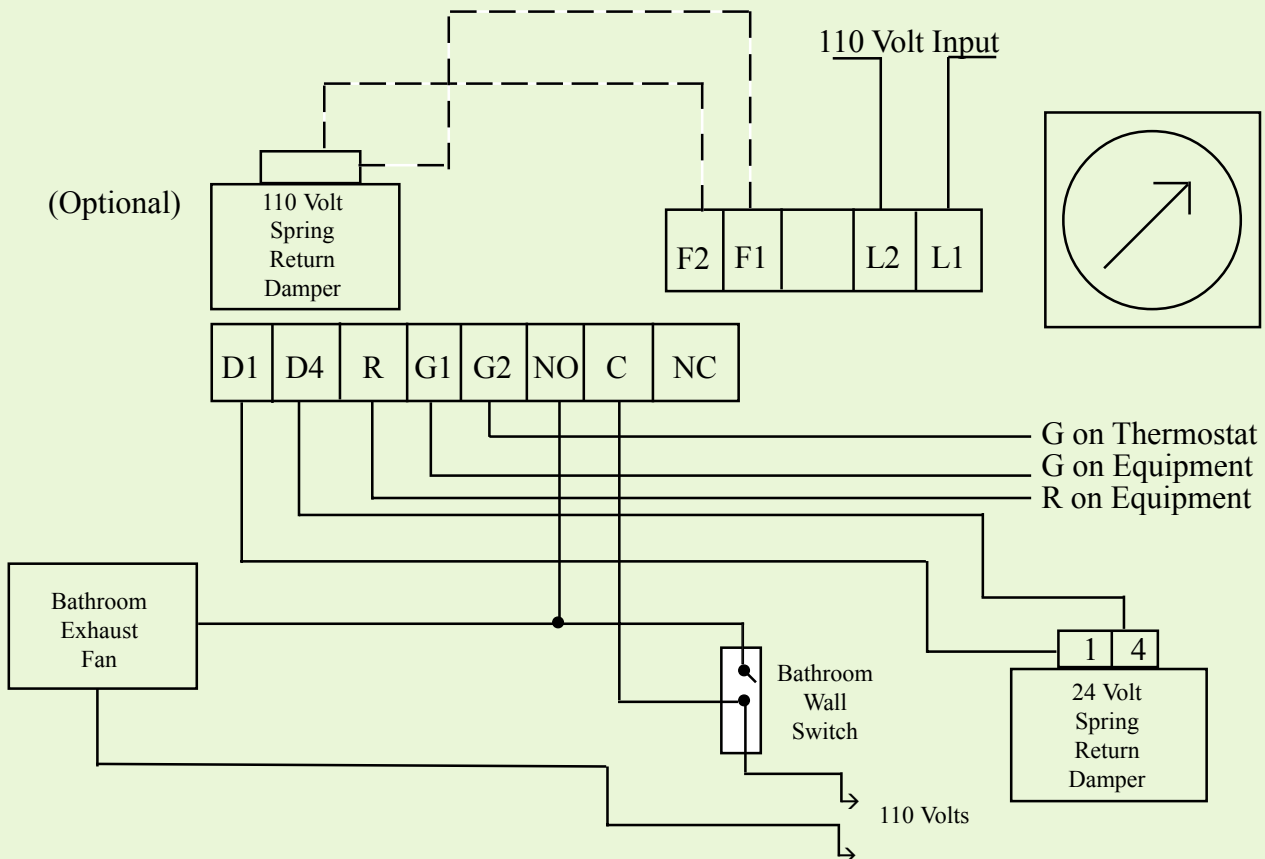 110 Volt Input
(Optional)
110 Volt
Spring
Return
Damper
F2 F1 L2 L1
D1 D4 R G1 G2 NO C NC
G on Thermostat
G on Equipment
R on Equipment
Bathroom
Exhaust
Fan
Bathroom
Wall
Switch
1 4
24 Volt
Spring
Return
Damper
110 Volts